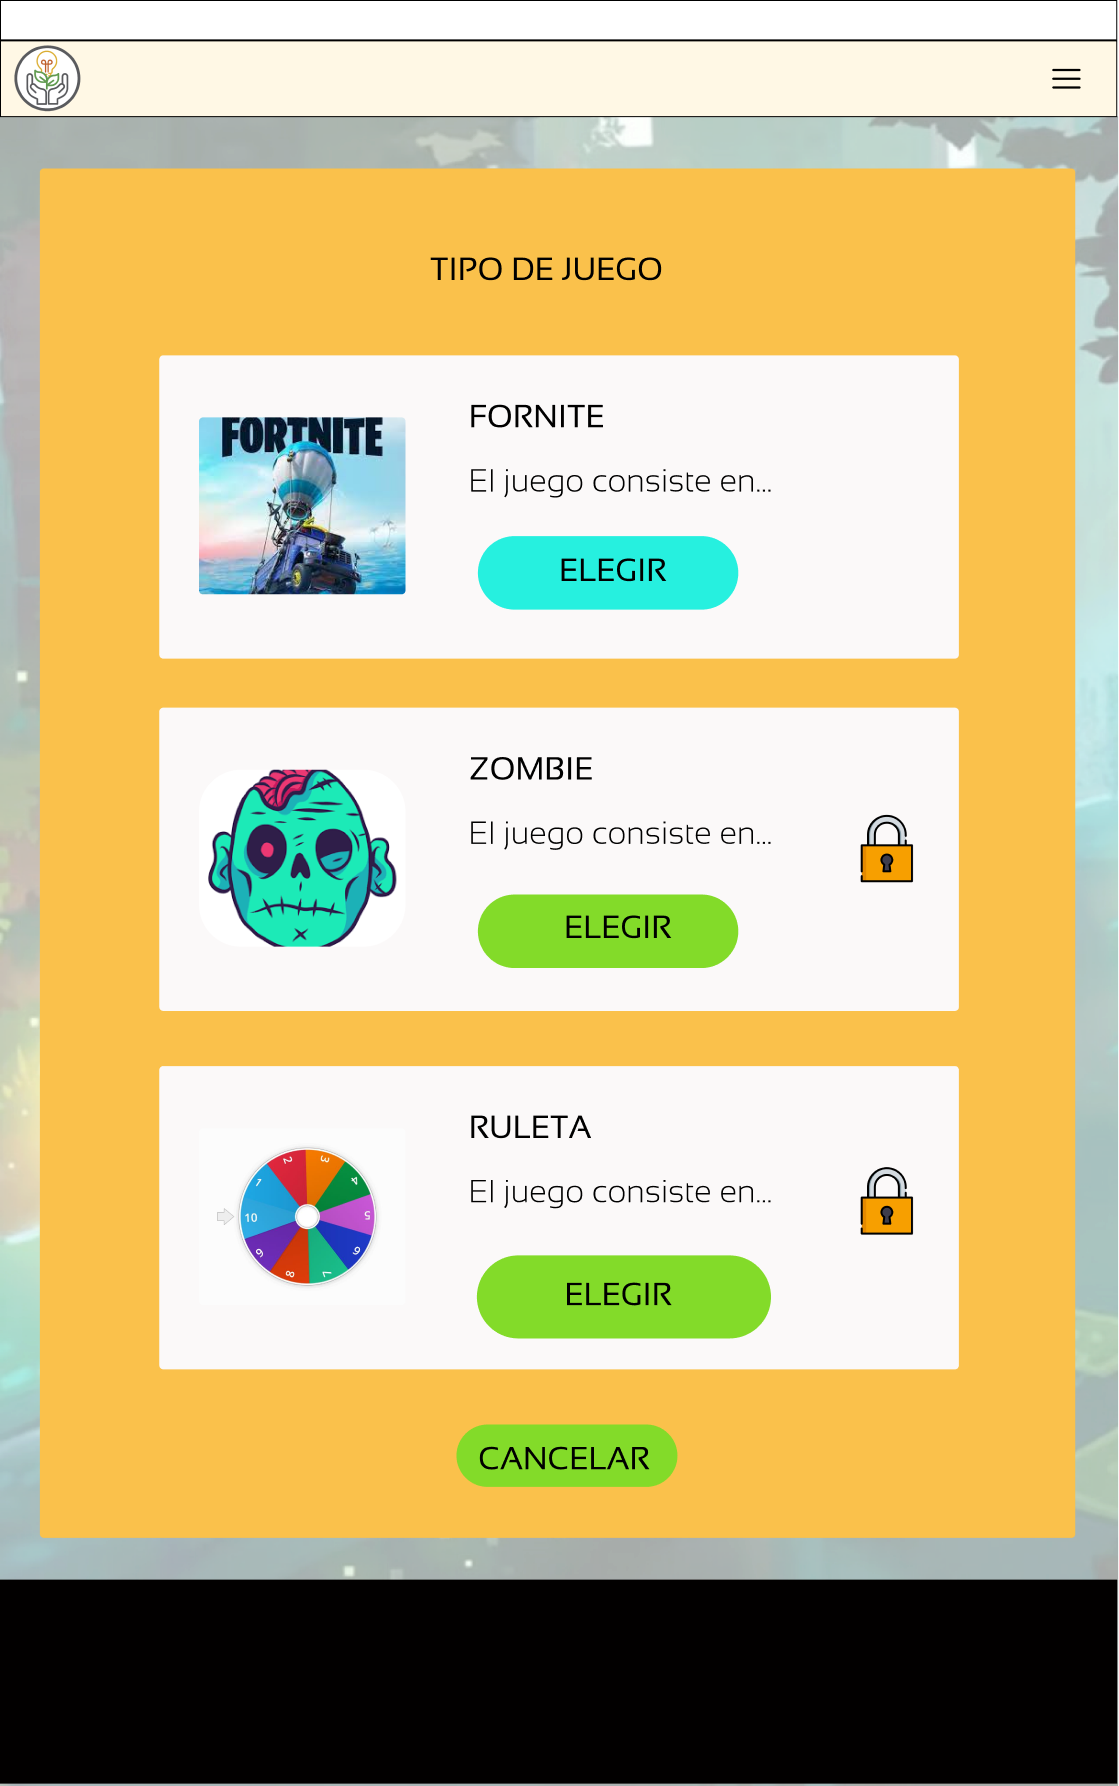 TIPO DE JUEGO
FORTNITE
FORNITE
El juego consiste en...
ELEGIR
ZOMBIE
El juego consiste en...
ELEGIR
1
2
3
4
5
6
7
8
9
10
RULETA
El juego consiste en...
ELEGIR
CANCELAR